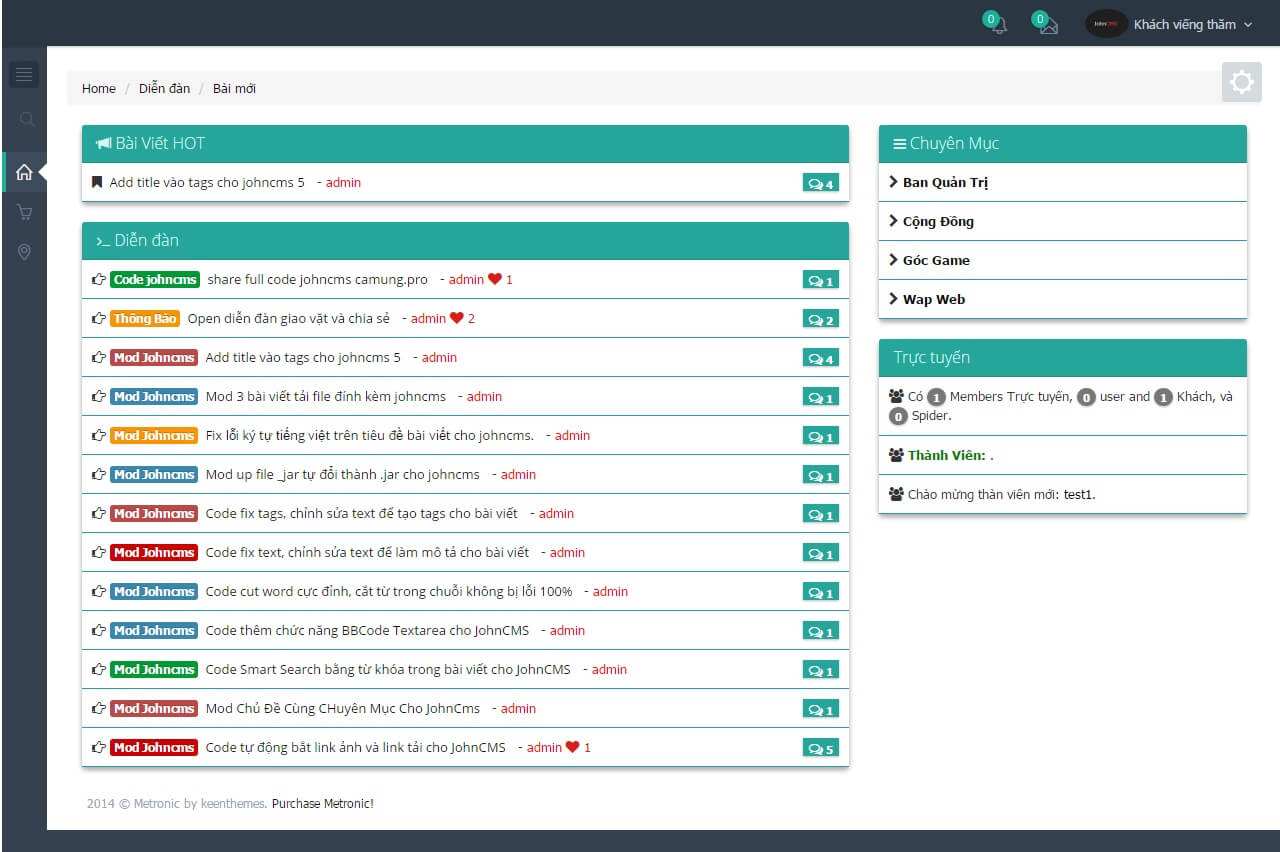 0 0 JohnCMS Khách viếng thăm
Home / Diễn đàn / Bài mới
Bài Viết HOT
Add title vào tags cho johncms 5 - admin 4
Diễn đàn
Code johncms share full code johncms camung.pro - admin 1 1
Thông Báo Open diễn đàn giao vặt và chia sẻ - admin 2 2
Mod Johncms Add title vào tags cho johncms 5 - admin 4
Mod Johncms Mod 3 bài viết tải file đính kèm johncms - admin 1
Mod Johncms Fix lỗi ký tự tiếng việt trên tiêu đề bài viết cho johncms. - admin 1
Mod Johncms Mod up file _jar tự đổi thành .jar cho johncms - admin 1
Mod Johncms Code fix tags, chỉnh sửa text để tạo tags cho bài viết - admin 1
Mod Johncms Code fix text, chỉnh sửa text để làm mô tả cho bài viết - admin 1
Mod Johncms Code cut word cực đỉnh, cắt từ trong chuỗi không bị lỗi 100% - admin 1
Mod Johncms Code thêm chức năng BBCode Textarea cho JohnCMS - admin 1
Mod Johncms Code Smart Search bằng từ khóa trong bài viết cho JohnCMS - admin 1
Mod Johncms Mod Chủ Đề Cùng CHuyên Mục Cho JohnCms - admin 1
Mod Johncms Code tự động bắt link ảnh và link tải cho JohnCMS - admin 1 5
Chuyên Mục
Ban Quản Trị
Cộng Đồng
Góc Game
Wap Web
Trực tuyến
Có 1 Members Trực tuyến, 0 user and 1 Khách, và
0 Spider.
Thành Viên: .
Chào mừng thàn viên mới: test1.
2014 © Metronic by keenthemes. Purchase Metronic!